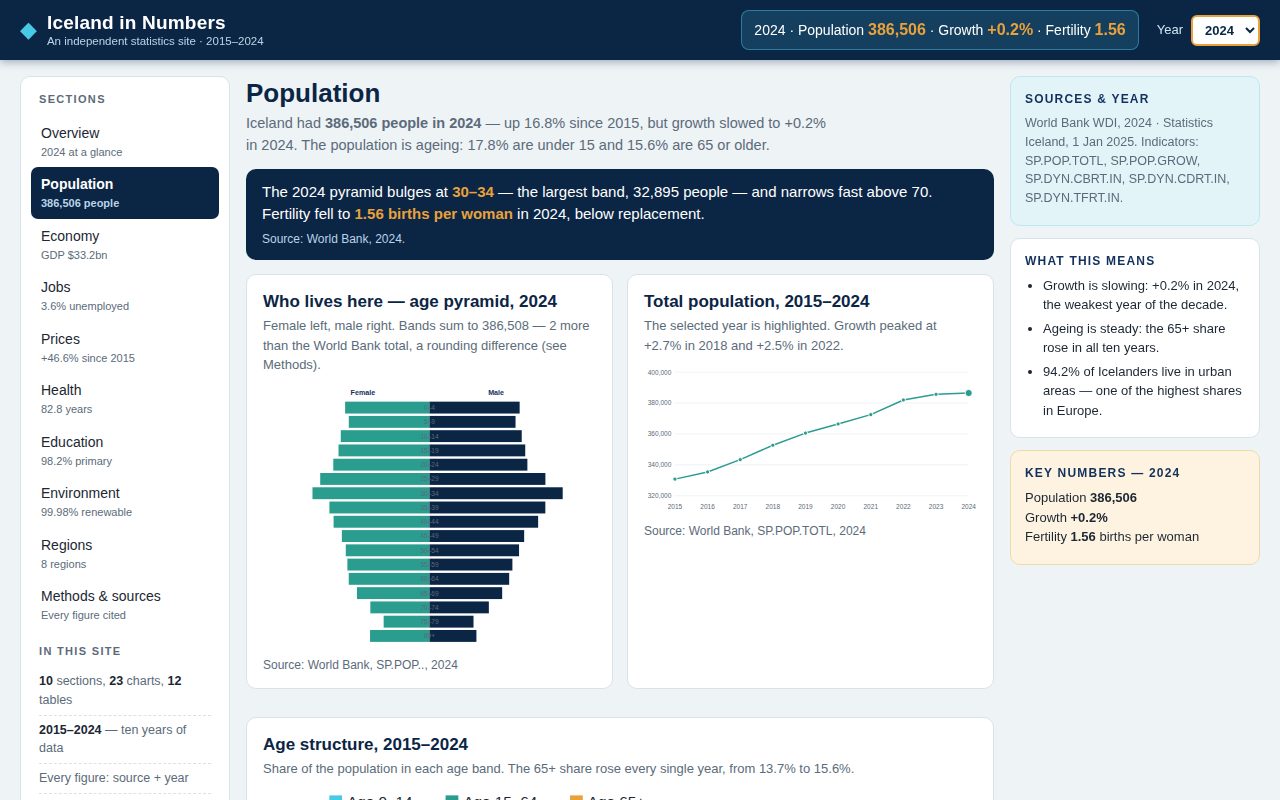 Iceland in Numbers
An independent statistics site · 2015–2024
2024 · Population 386,506 · Growth +0.2% · Fertility 1.56
Year
2024
SECTIONS
Overview
2024 at a glance
Population
386,506 people
Economy
GDP $33.2bn
Jobs
3.6% unemployed
Prices
+46.6% since 2015
Health
82.8 years
Education
98.2% primary
Environment
99.98% renewable
Regions
8 regions
Methods & sources
Every figure cited
IN THIS SITE
10 sections, 23 charts, 12
tables
2015–2024 — ten years of
data
Every figure: source + year
Population
Iceland had 386,506 people in 2024 — up 16.8% since 2015, but growth slowed to +0.2%
in 2024. The population is ageing: 17.8% are under 15 and 15.6% are 65 or older.
The 2024 pyramid bulges at 30–34 — the largest band, 32,895 people — and narrows fast above 70.
Fertility fell to 1.56 births per woman in 2024, below replacement.
Source: World Bank, 2024.
Who lives here — age pyramid, 2024
Female left, male right. Bands sum to 386,508 — 2 more
than the World Bank total, a rounding difference (see
Methods).
Female
Male
Source: World Bank, SP.POP.., 2024
Total population, 2015–2024
The selected year is highlighted. Growth peaked at
+2.7% in 2018 and +2.5% in 2022.
400,000
380,000
360,000
340,000
320,000
2015 2016 2017 2018 2019 2020 2021 2022 2023 2024
Source: World Bank, SP.POP.TOTL, 2024
Age structure, 2015–2024
Share of the population in each age band. The 65+ share rose every single year, from 13.7% to 15.6%.
Age 0–14 Age 15–64 Age 65+
SOURCES & YEAR
World Bank WDI, 2024 · Statistics
Iceland, 1 Jan 2025. Indicators:
SP.POP.TOTL, SP.POP.GROW,
SP.DYN.CBRT.IN, SP.DYN.CDRT.IN,
SP.DYN.TFRT.IN.
WHAT THIS MEANS
• Growth is slowing: +0.2% in 2024,
the weakest year of the decade.
• Ageing is steady: the 65+ share
rose in all ten years.
• 94.2% of Icelanders live in urban
areas — one of the highest shares
in Europe.
KEY NUMBERS — 2024
Population 386,506
Growth +0.2%
Fertility 1.56 births per woman